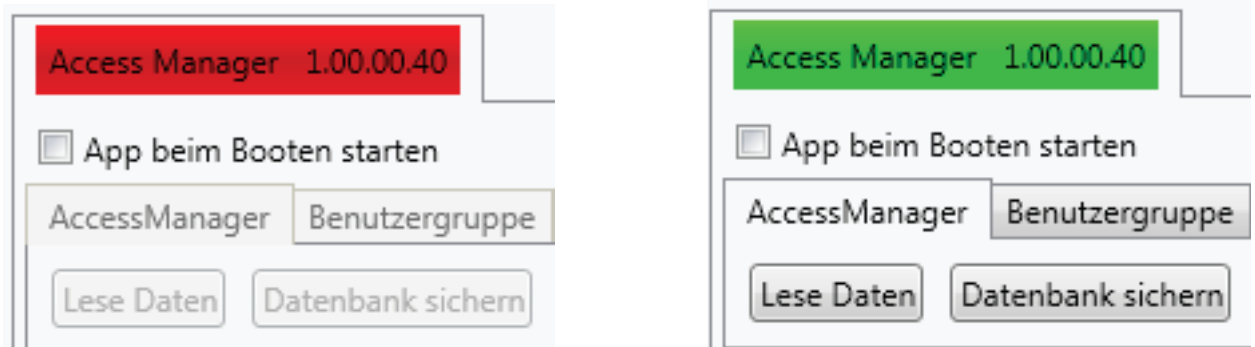 Access Manager 1.00.00.40
App beim Booten starten
AccessManager Benutzergruppe
Lese Daten Datenbank sichern
Access Manager 1.00.00.40
App beim Booten starten
AccessManager Benutzergruppe
Lese Daten Datenbank sichern